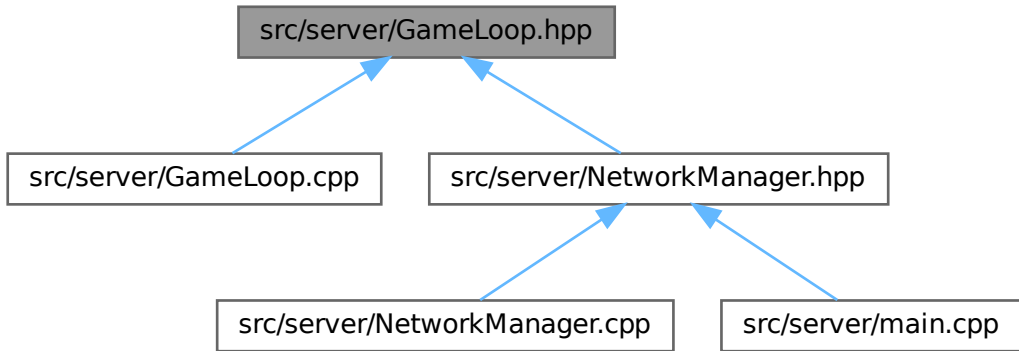 src/server/GameLoop.hpp
src/server/GameLoop.cpp
src/server/NetworkManager.hpp
src/server/NetworkManager.cpp
src/server/main.cpp